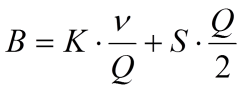 B = K · ν/Q + S · Q/2